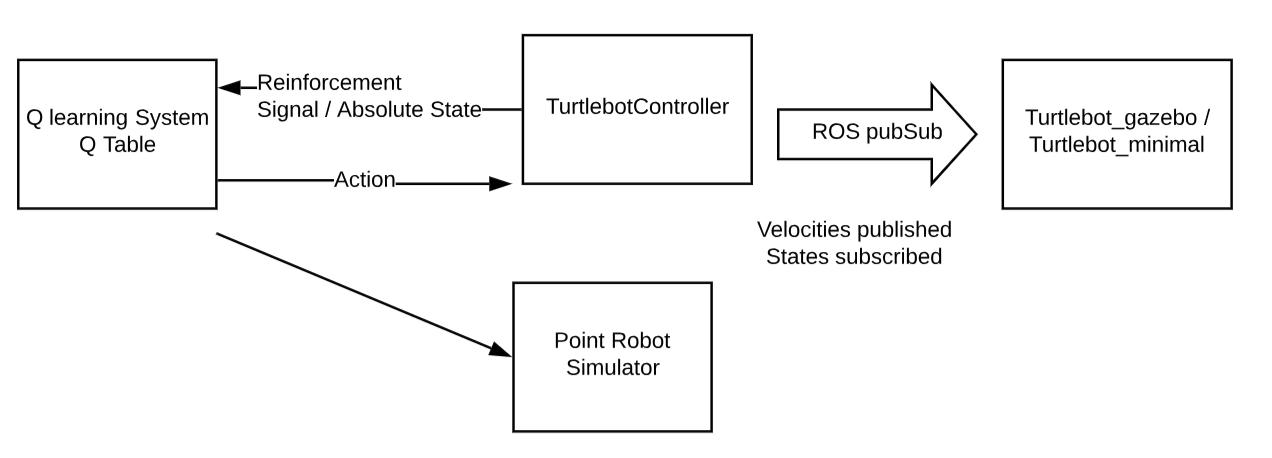 Q learning System
Q Table
Reinforcement
Signal / Absolute State
Action
TurtlebotController
ROS pubSub
Velocities published
States subscribed
Turtlebot_gazebo /
Turtlebot_minimal
Point Robot
Simulator